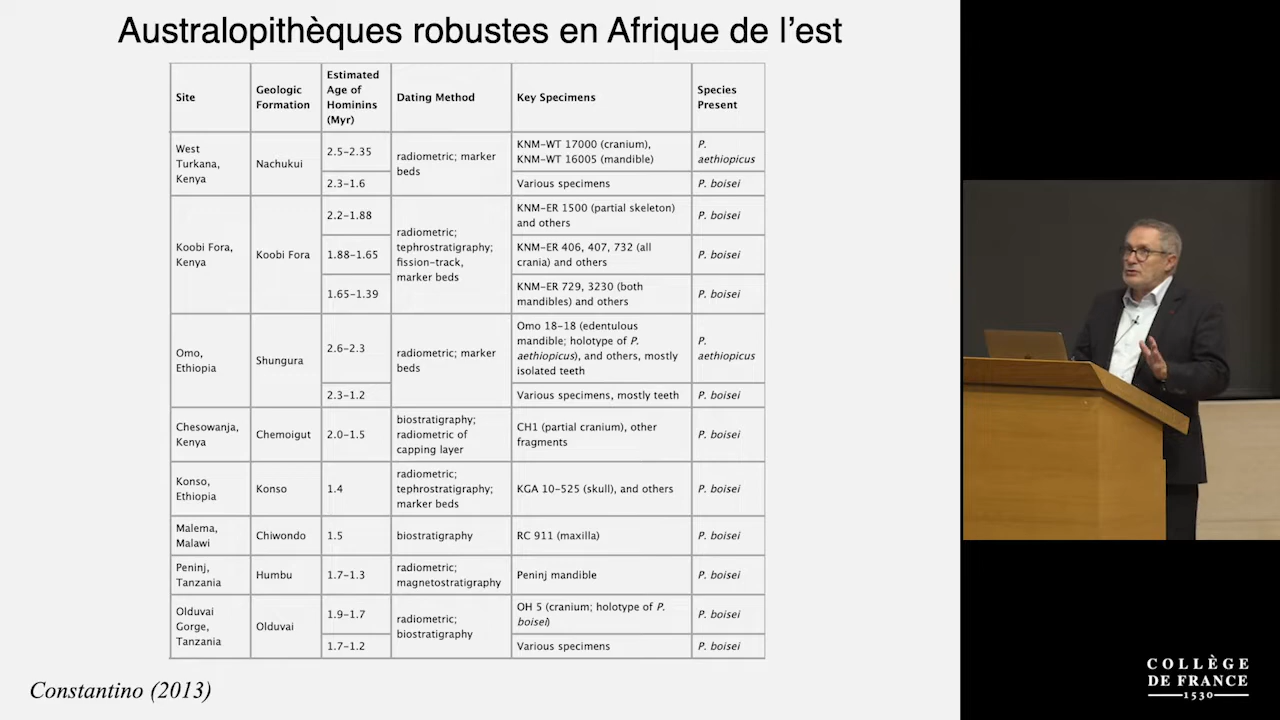 Australopithèques robustes en Afrique de l'est
Site
Geologic
Formation
Estimated
Age of
Hominins
(Myr)
Dating Method
Key Specimens
Species
Present
West
Turkana,
Kenya
Nachukui
2.5–2.35
radiometric; marker
beds
KNM-WT 17000 (cranium),
KNM-WT 16005 (mandible)
P.
aethiopicus
2.3–1.6
Various specimens
P. boisei
Koobi Fora,
Kenya
Koobi Fora
2.2–1.88
radiometric;
tephrostratigraphy;
fission-track,
marker beds
KNM-ER 1500 (partial skeleton)
and others
P. boisei
1.88–1.65
KNM-ER 406, 407, 732 (all
crania) and others
P. boisei
1.65–1.39
KNM-ER 729, 3230 (both
mandibles) and others
P. boisei
Omo,
Ethiopia
Shungura
2.6–2.3
radiometric; marker
beds
Omo 18-18 (edentulous
mandible; holotype of P.
aethiopicus), and others, mostly
isolated teeth
P.
aethiopicus
2.3–1.2
Various specimens, mostly teeth
P. boisei
Chesowanja,
Kenya
Chemoigut
2.0–1.5
biostratigraphy;
radiometric of
capping layer
CH1 (partial cranium), other
fragments
P. boisei
Konso,
Ethiopia
Konso
1.4
radiometric;
tephrostratigraphy;
marker beds
KGA 10-525 (skull), and others
P. boisei
Malema,
Malawi
Chiwondo
1.5
biostratigraphy
RC 911 (maxilla)
P. boisei
Peninj,
Tanzania
Humbu
1.7–1.3
radiometric;
magnetostratigraphy
Peninj mandible
P. boisei
Olduvai
Gorge,
Tanzania
Olduvai
1.9–1.7
radiometric;
biostratigraphy
OH 5 (cranium; holotype of P.
boisei)
P. boisei
1.7–1.2
Various specimens
P. boisei
Constantino (2013)
COLLÈGE
DE FRANCE
1530